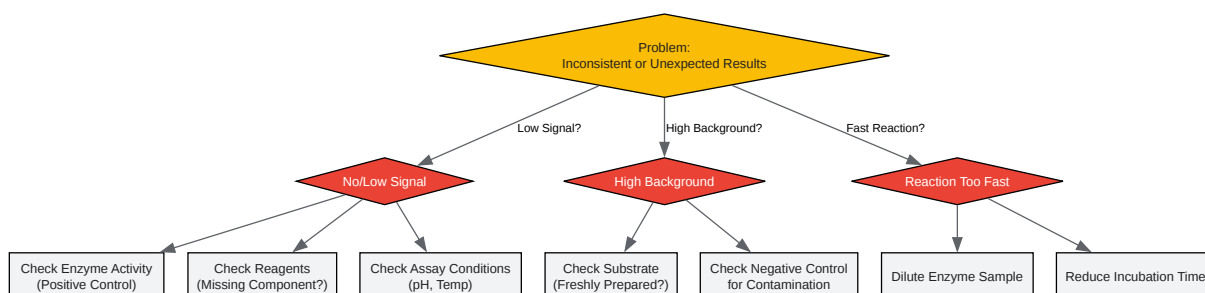 Problem:
Inconsistent or Unexpected Results
Low Signal?
High Background?
Fast Reaction?
No/Low Signal
High Background
Reaction Too Fast
Check Enzyme Activity
(Positive Control)
Check Reagents
(Missing Component?)
Check Assay Conditions
(pH, Temp)
Check Substrate
(Freshly Prepared?)
Check Negative Control
for Contamination
Dilute Enzyme Sample
Reduce Incubation Time